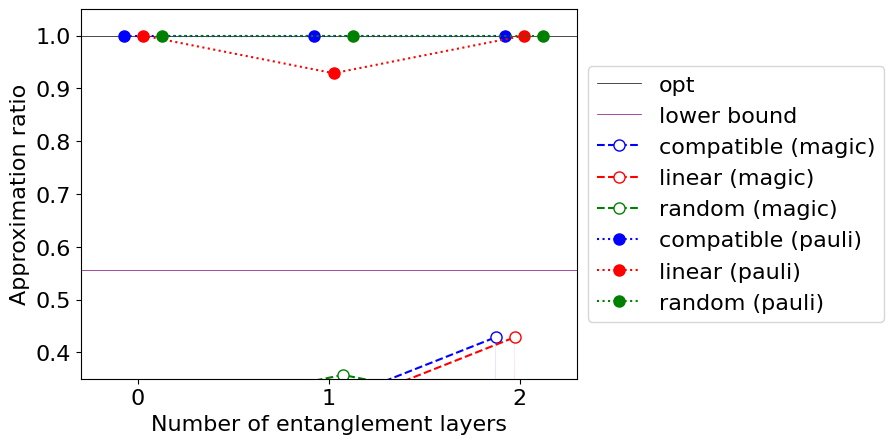 1.0
0.9
0.8
0.7
0.6
0.5
0.4
Approximation ratio
0
1
2
Number of entanglement layers
opt
lower bound
compatible (magic)
linear (magic)
random (magic)
compatible (pauli)
linear (pauli)
random (pauli)